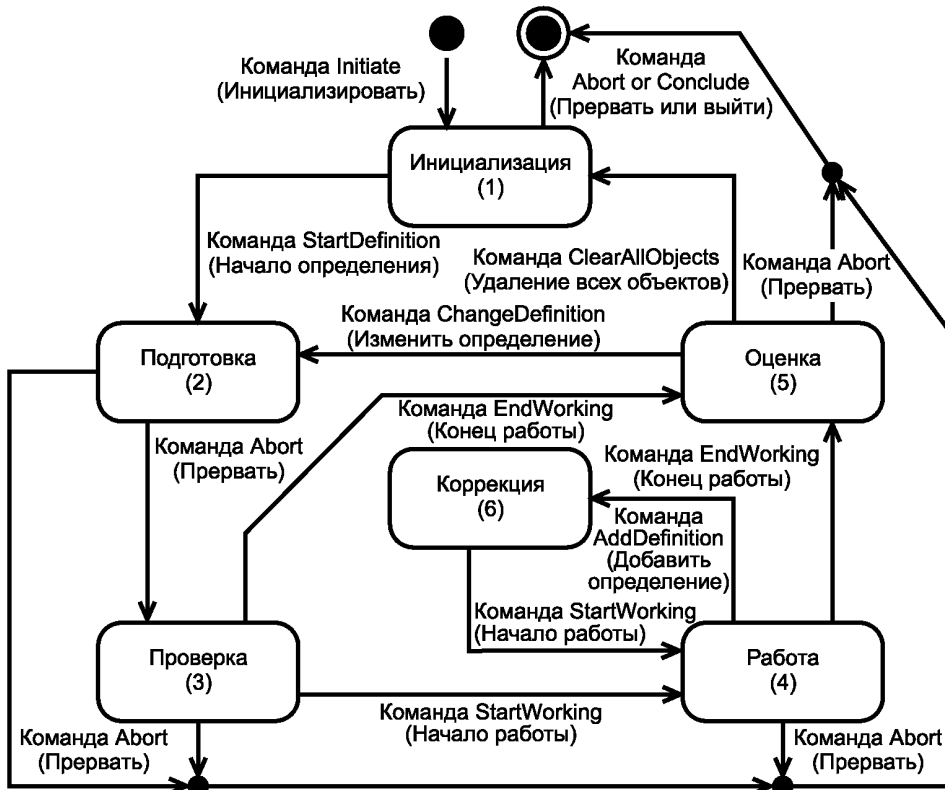 Команда Initiate
(Инициализировать)
Команда
Abort or Conclude
(Прервать или выйти)
Инициализация
(1)
Команда StartDefinition
(Начало определения)
Команда ClearAllObjects
(Удаление всех объектов)
Команда Abort
(Прервать)
Команда ChangeDefinition
(Изменить определение)
Подготовка
(2)
Оценка
(5)
Команда EndWorking
(Конец работы)
Команда Abort
(Прервать)
Команда EndWorking
(Конец работы)
Коррекция
(6)
Команда
AddDefinition
(Добавить
определение)
Команда StartWorking
(Начало работы)
Проверка
(3)
Работа
(4)
Команда StartWorking
(Начало работы)
Команда Abort
(Прервать)
Команда Abort
(Прервать)